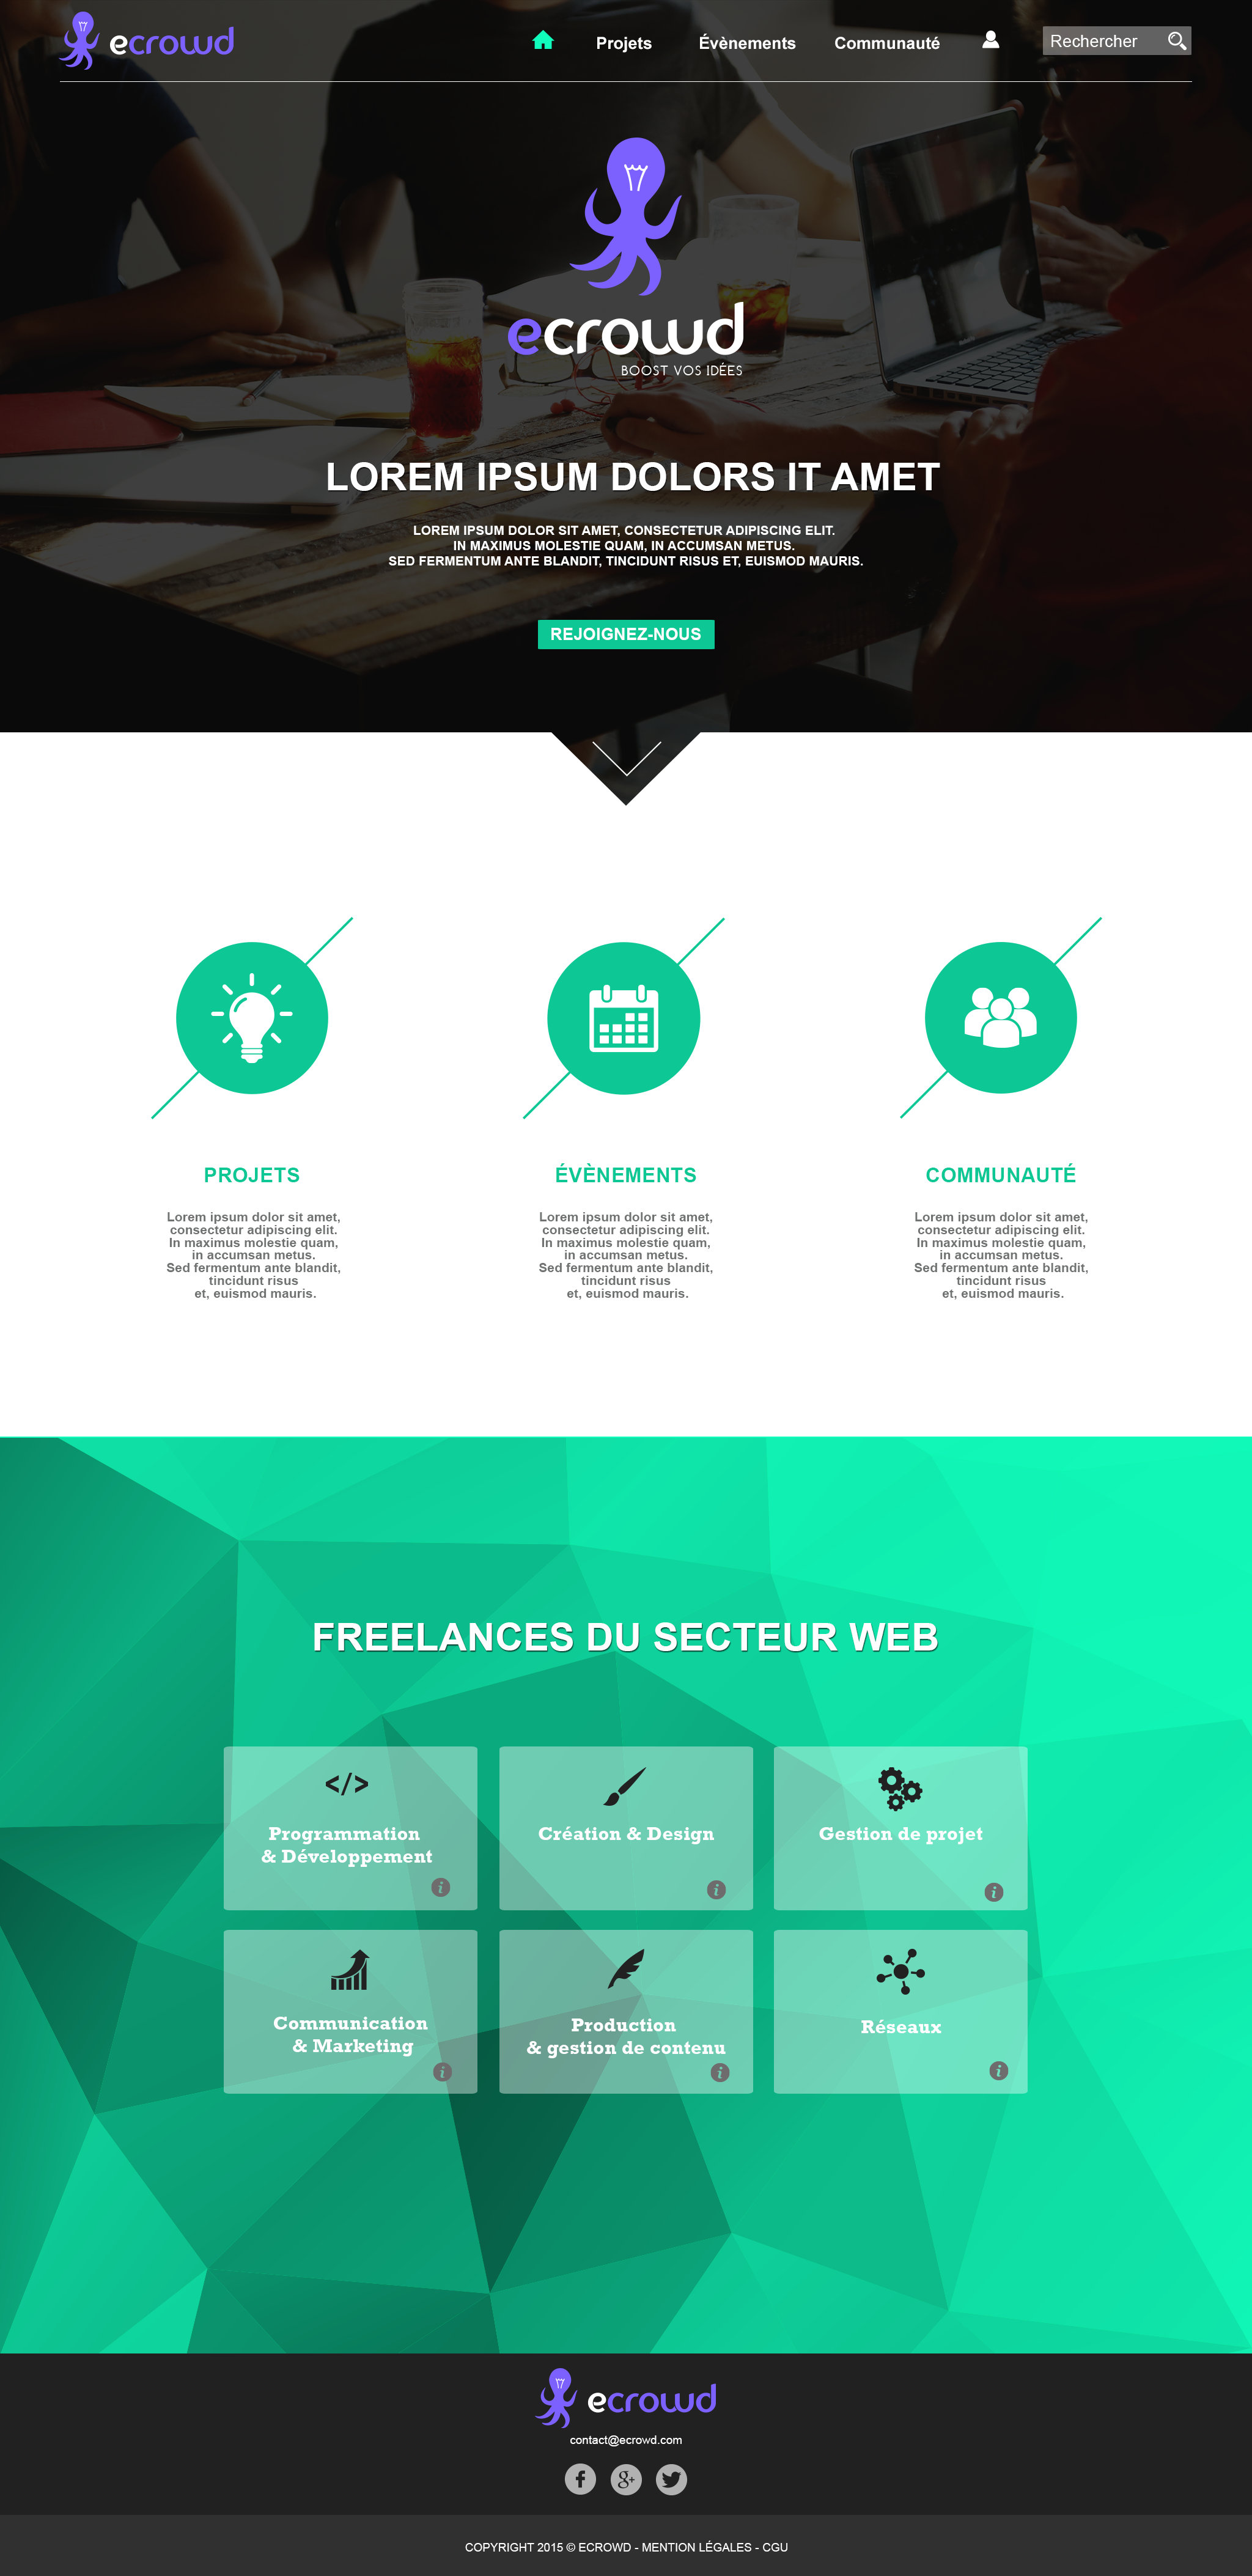 ecrowd
Projets
Évènements
Communauté
Rechercher
ecrowd
BOOST VOS IDÉES
LOREM IPSUM DOLORS IT AMET
LOREM IPSUM DOLOR SIT AMET, CONSECTETUR ADIPISCING ELIT.
IN MAXIMUS MOLESTIE QUAM, IN ACCUMSAN METUS.
SED FERMENTUM ANTE BLANDIT, TINCIDUNT RISUS ET, EUISMOD MAURIS.
REJOIGNEZ-NOUS
PROJETS
Lorem ipsum dolor sit amet,
consectetur adipiscing elit.
In maximus molestie quam,
in accumsan metus.
Sed fermentum ante blandit,
tincidunt risus
et, euismod mauris.
ÉVÈNEMENTS
Lorem ipsum dolor sit amet,
consectetur adipiscing elit.
In maximus molestie quam,
in accumsan metus.
Sed fermentum ante blandit,
tincidunt risus
et, euismod mauris.
COMMUNAUTÉ
Lorem ipsum dolor sit amet,
consectetur adipiscing elit.
In maximus molestie quam,
in accumsan metus.
Sed fermentum ante blandit,
tincidunt risus
et, euismod mauris.
FREELANCES DU SECTEUR WEB
</>
Programmation
& Développement
i
Création & Design
i
Gestion de projet
i
Communication
& Marketing
i
Production
& gestion de contenu
i
Réseaux
i
ecrowd
contact@ecrowd.com
f
g+
COPYRIGHT 2015 © ECROWD - MENTION LÉGALES - CGU